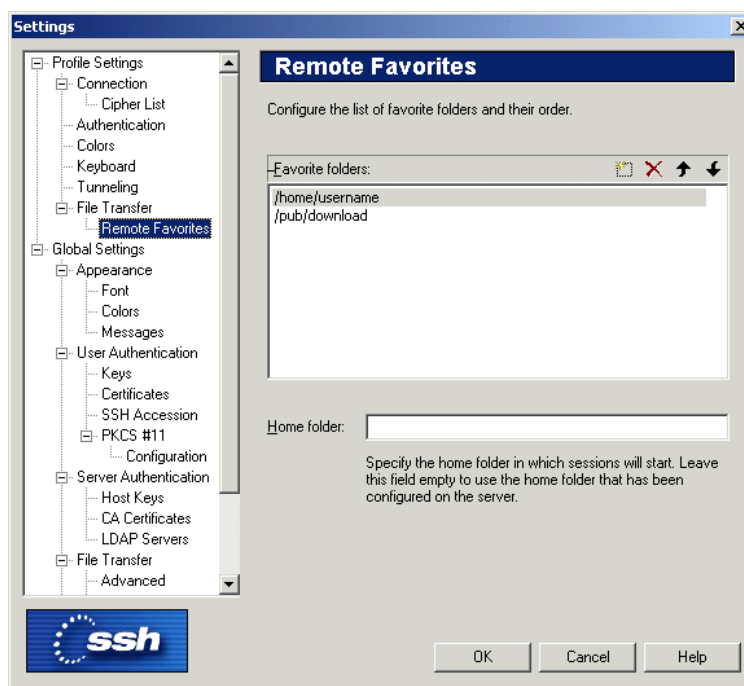 Settings
Profile Settings
Connection
Cipher List
Authentication
Colors
Keyboard
Tunneling
File Transfer
Remote Favorites
Global Settings
Appearance
Font
Colors
Messages
User Authentication
Keys
Certificates
SSH Accession
PKCS #11
Configuration
Server Authentication
Host Keys
CA Certificates
LDAP Servers
File Transfer
Advanced
Remote Favorites
Configure the list of favorite folders and their order.
Favorite folders:
/home/username
/pub/download
Home folder:
Specify the home folder in which sessions will start. Leave
this field empty to use the home folder that has been
configured on the server.
ssh
OK
Cancel
Help